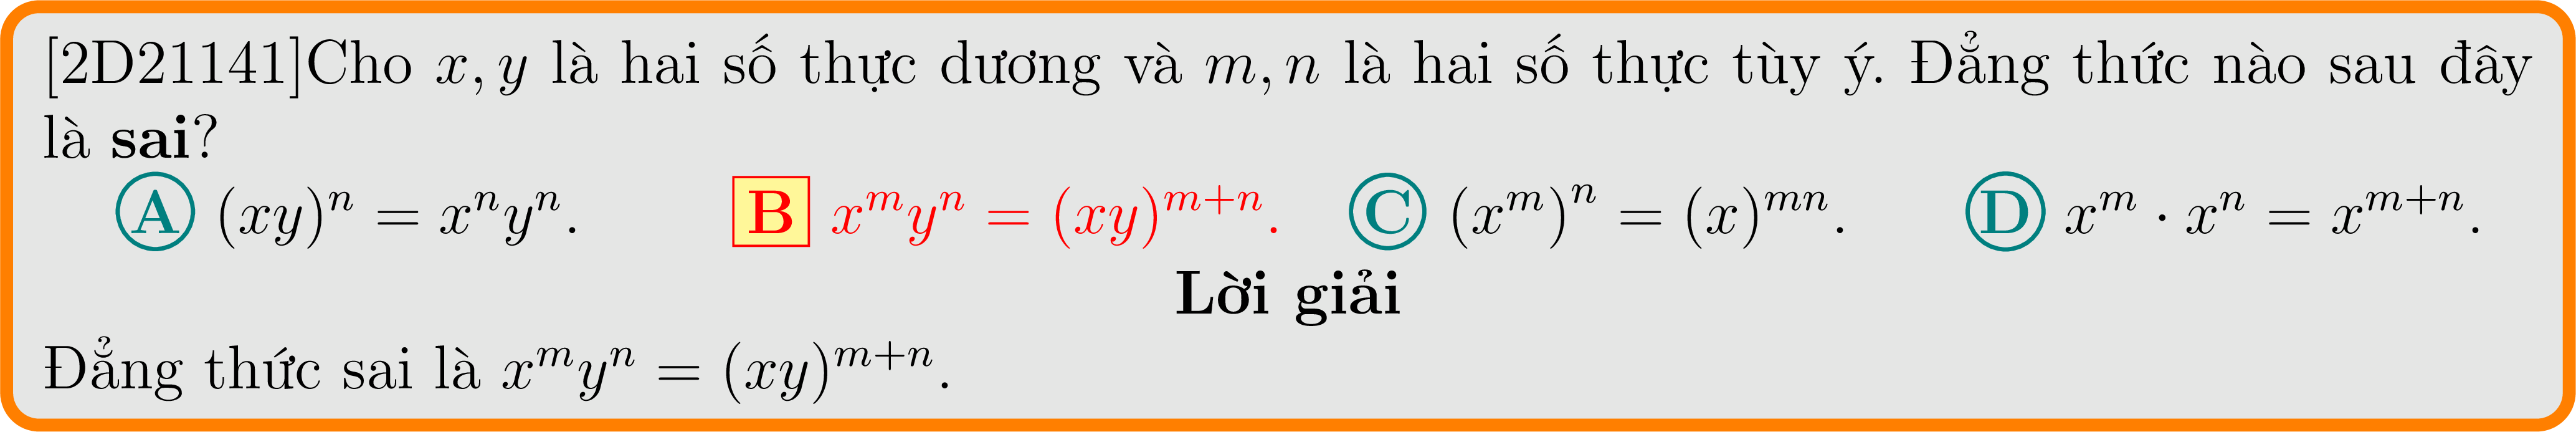 [2D21141]Cho x, y là hai số thực dương và m, n là hai số thực tùy ý. Đẳng thức nào sau đây
là sai?
A (xy)^n = x^n y^n. B x^m y^n = (xy)^{m+n}. C (x^m)^n = (x)^{mn}. D x^m · x^n = x^{m+n}.
Lời giải
Đẳng thức sai là x^m y^n = (xy)^{m+n}.